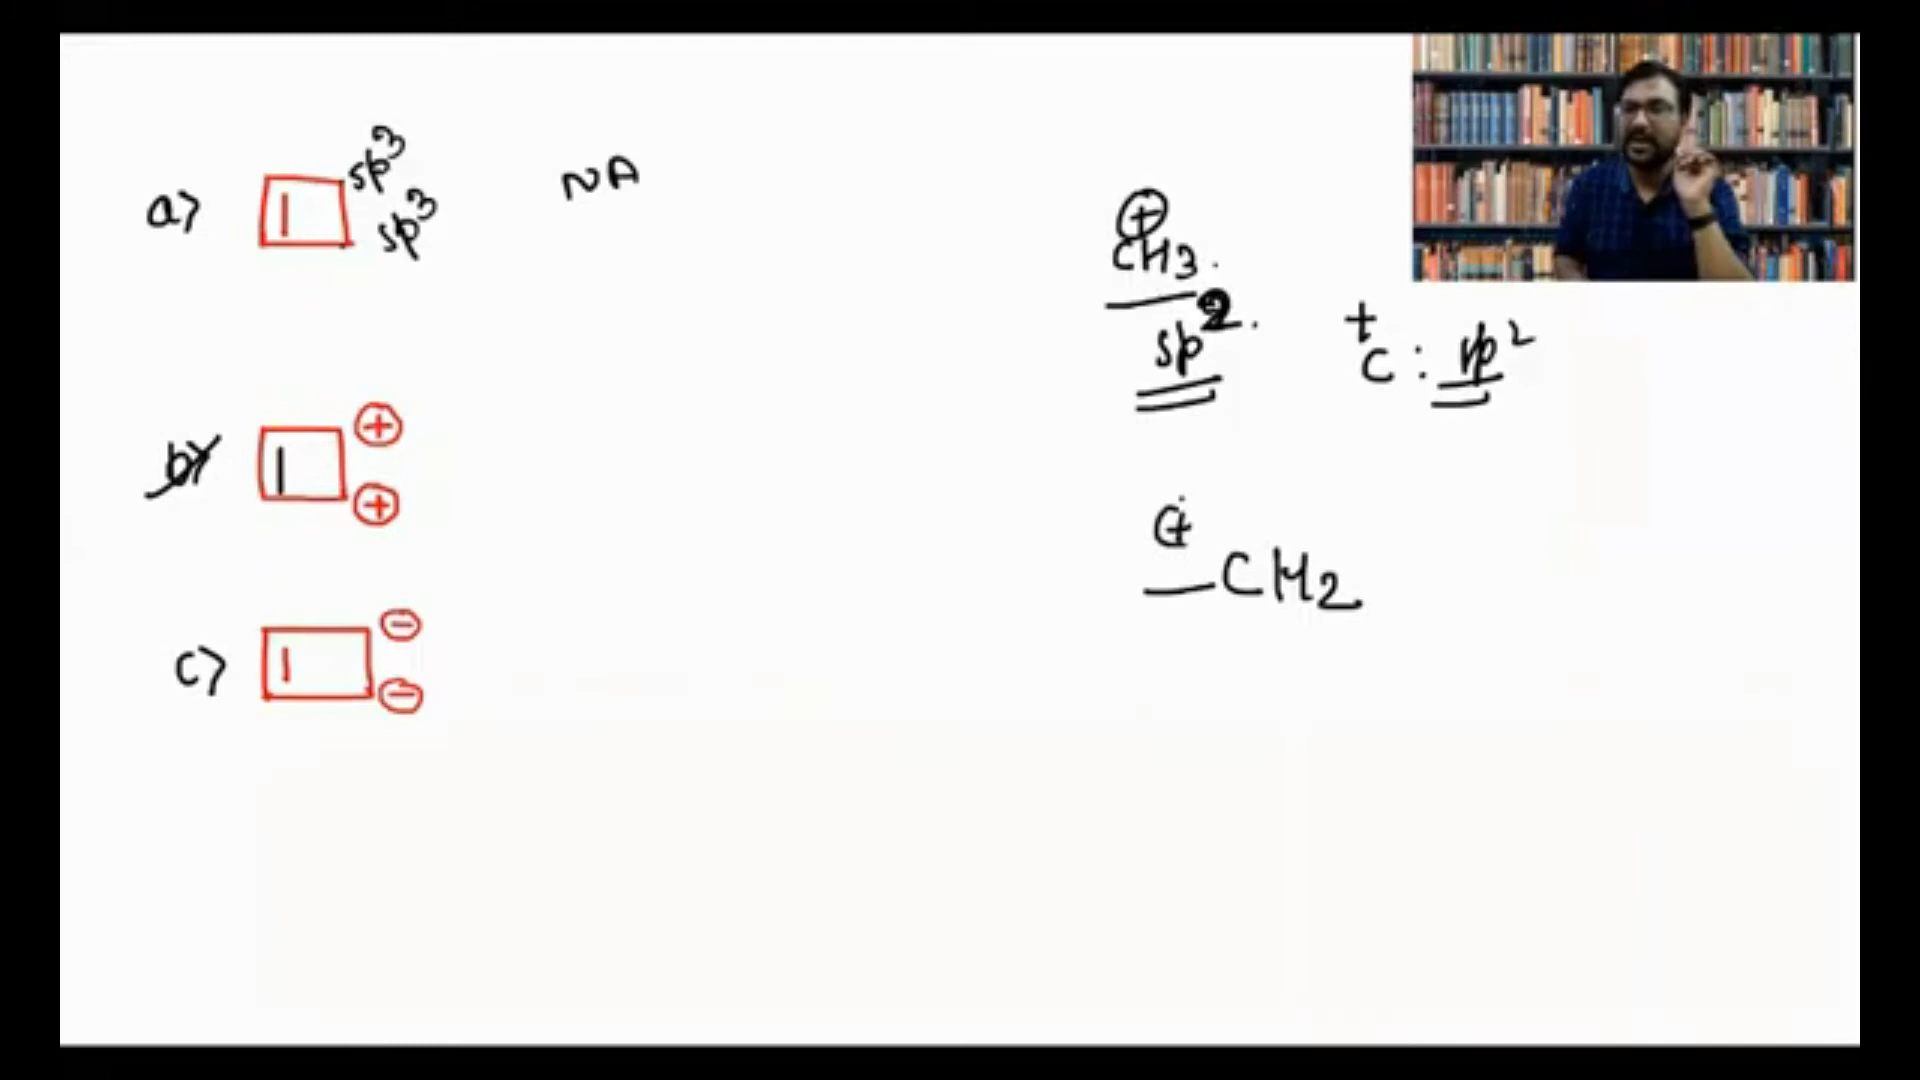 a) sp3 NA
sp3
⊕
CH3.
sp2.
+
C : sp2
b) ⊕
⊕
⊕
CH2
c) ⊖
⊖